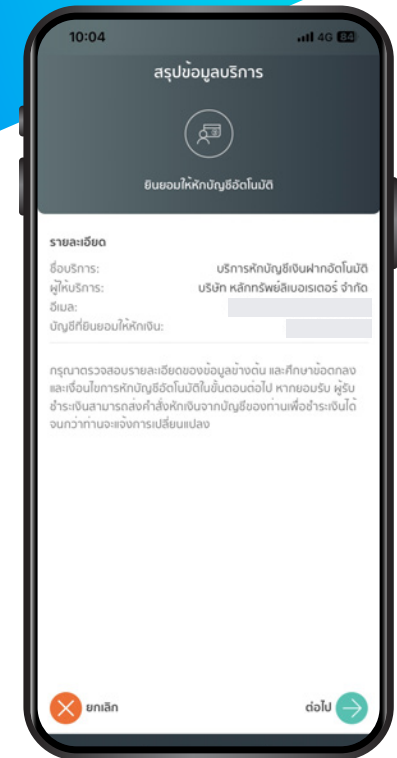 10:04
4G 84
สรุปข้อมูลบริการ
ยินยอมให้หักบัญชีอัตโนมัติ
รายละเอียด
ชื่อบริการ: บริการหักบัญชีเงินฝากอัตโนมัติ
ผู้ให้บริการ: บริษัท หลักทรัพย์ลิเบอเรเตอร์ จำกัด
อีเมล:
บัญชีที่ยินยอมให้หักเงิน:
กรุณาตรวจสอบรายละเอียดของข้อมูลข้างต้น และศึกษาข้อตกลง
และเงื่อนไขการหักบัญชีอัตโนมัติในขั้นตอนต่อไป หากยอมรับ ผู้รับ
ชำระเงินสามารถส่งคำสั่งหักเงินจากบัญชีของท่านเพื่อชำระเงินได้
จนกว่าท่านจะแจ้งการเปลี่ยนแปลง
ยกเลิก ต่อไป